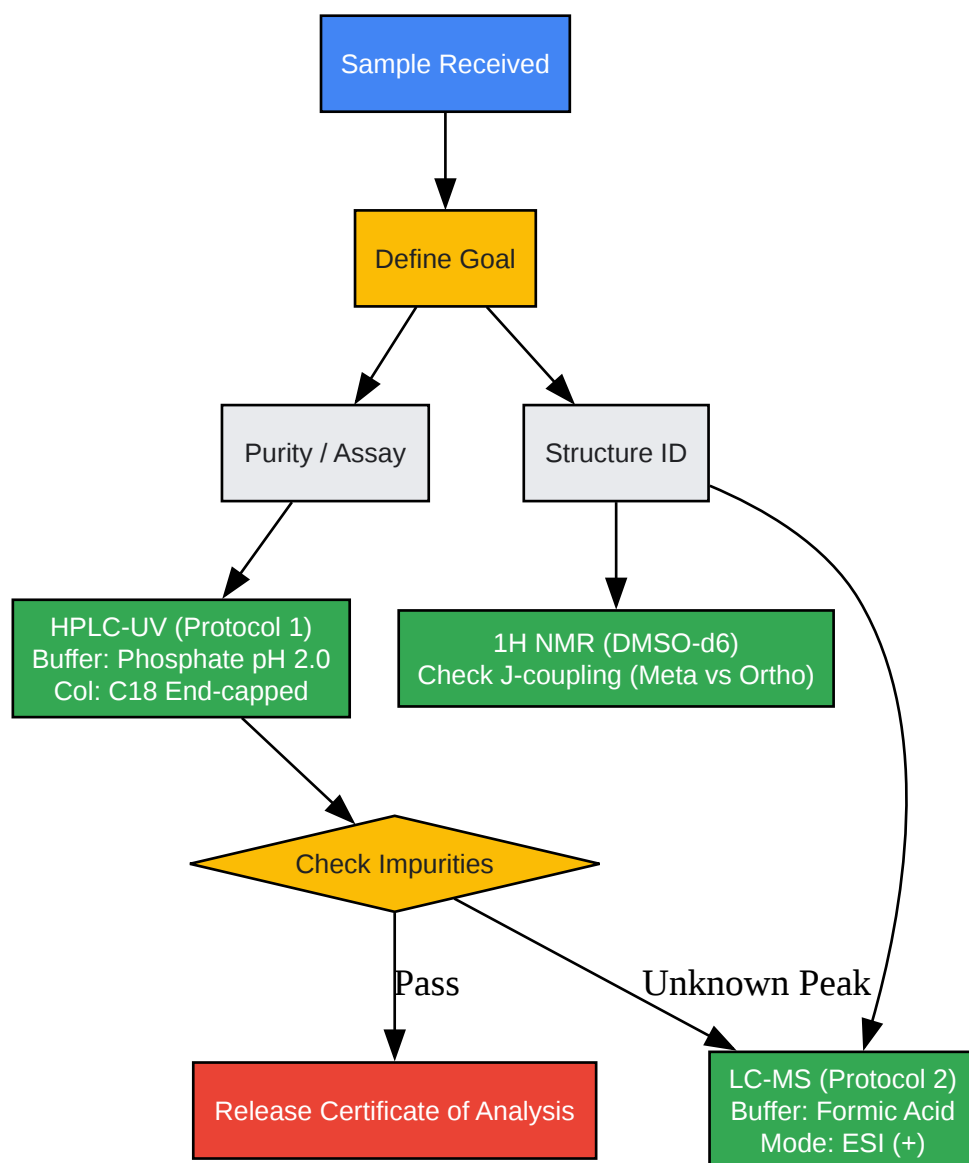 Sample Received
Define Goal
Purity / Assay
Structure ID
HPLC-UV (Protocol 1)
Buffer: Phosphate pH 2.0
Col: C18 End-capped
1H NMR (DMSO-d6)
Check J-coupling (Meta vs Ortho)
Check Impurities
Pass
Unknown Peak
Release Certificate of Analysis
LC-MS (Protocol 2)
Buffer: Formic Acid
Mode: ESI (+)